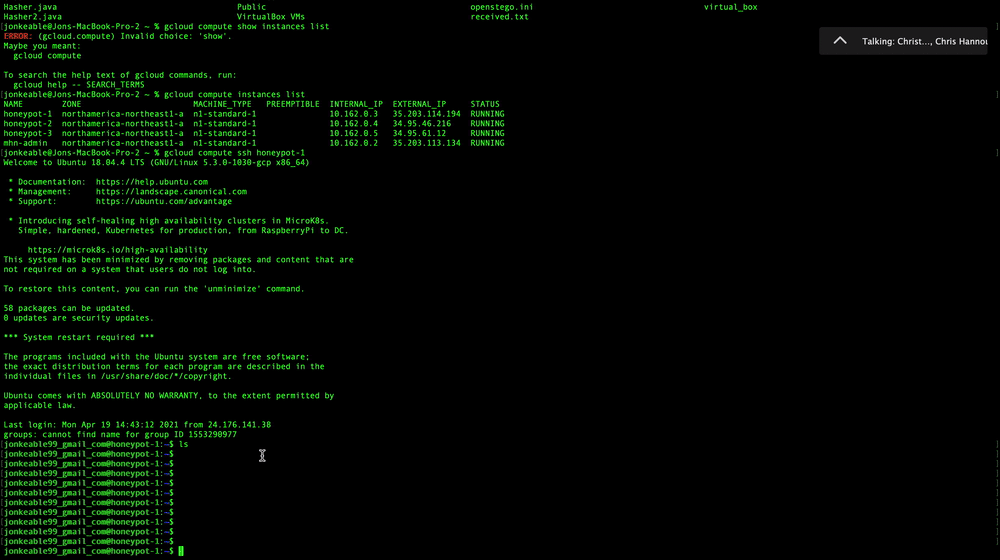 Hasher.java Public openstego.ini virtual_box
Hasher2.java VirtualBox VMs received.txt
[jonkeable@Jons-MacBook-Pro-2 ~ % gcloud compute show instances list ]
ERROR: (gcloud.compute) Invalid choice: 'show'.
Maybe you meant:
gcloud compute
To search the help text of gcloud commands, run:
gcloud help -- SEARCH_TERMS
[jonkeable@Jons-MacBook-Pro-2 ~ % gcloud compute instances list ]
NAME ZONE MACHINE_TYPE PREEMPTIBLE INTERNAL_IP EXTERNAL_IP STATUS
honeypot-1 northamerica-northeast1-a n1-standard-1 10.162.0.3 35.203.114.194 RUNNING
honeypot-2 northamerica-northeast1-a n1-standard-1 10.162.0.4 34.95.46.216 RUNNING
honeypot-3 northamerica-northeast1-a n1-standard-1 10.162.0.5 34.95.61.12 RUNNING
mhn-admin northamerica-northeast1-a n1-standard-1 10.162.0.2 35.203.113.134 RUNNING
[jonkeable@Jons-MacBook-Pro-2 ~ % gcloud compute ssh honeypot-1 ]
Welcome to Ubuntu 18.04.4 LTS (GNU/Linux 5.3.0-1030-gcp x86_64)
* Documentation: https://help.ubuntu.com
* Management: https://landscape.canonical.com
* Support: https://ubuntu.com/advantage
* Introducing self-healing high availability clusters in MicroK8s.
Simple, hardened, Kubernetes for production, from RaspberryPi to DC.
https://microk8s.io/high-availability
This system has been minimized by removing packages and content that are
not required on a system that users do not log into.
To restore this content, you can run the 'unminimize' command.
58 packages can be updated.
0 updates are security updates.
*** System restart required ***
The programs included with the Ubuntu system are free software;
the exact distribution terms for each program are described in the
individual files in /usr/share/doc/*/copyright.
Ubuntu comes with ABSOLUTELY NO WARRANTY, to the extent permitted by
applicable law.
Last login: Mon Apr 19 14:43:12 2021 from 24.176.141.38
groups: cannot find name for group ID 1553290977
[jonkeable99_gmail_com@honeypot-1:~$ ls ]
[jonkeable99_gmail_com@honeypot-1:~$ ]
[jonkeable99_gmail_com@honeypot-1:~$ ]
[jonkeable99_gmail_com@honeypot-1:~$ ]
[jonkeable99_gmail_com@honeypot-1:~$ ]
[jonkeable99_gmail_com@honeypot-1:~$ ]
[jonkeable99_gmail_com@honeypot-1:~$ ]
[jonkeable99_gmail_com@honeypot-1:~$ ]
[jonkeable99_gmail_com@honeypot-1:~$ ]
[jonkeable99_gmail_com@honeypot-1:~$ ]
[jonkeable99_gmail_com@honeypot-1:~$ ]
jonkeable99_gmail_com@honeypot-1:~$
Talking: Christ..., Chris Hannou